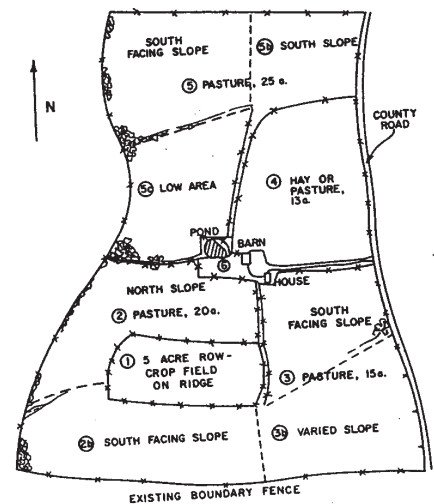 SOUTH
FACING SLOPE
5b SOUTH SLOPE
5 PASTURE, 25 a.
N
COUNTY
ROAD
4 HAY OR
PASTURE,
13a.
5c LOW AREA
POND
BARN
6
HOUSE
NORTH SLOPE
2 PASTURE, 20a.
SOUTH
FACING SLOPE
1 5 ACRE ROW-
CROP FIELD
ON RIDGE
3 PASTURE, 15a.
2b SOUTH FACING SLOPE
3b VARIED SLOPE
EXISTING BOUNDARY FENCE